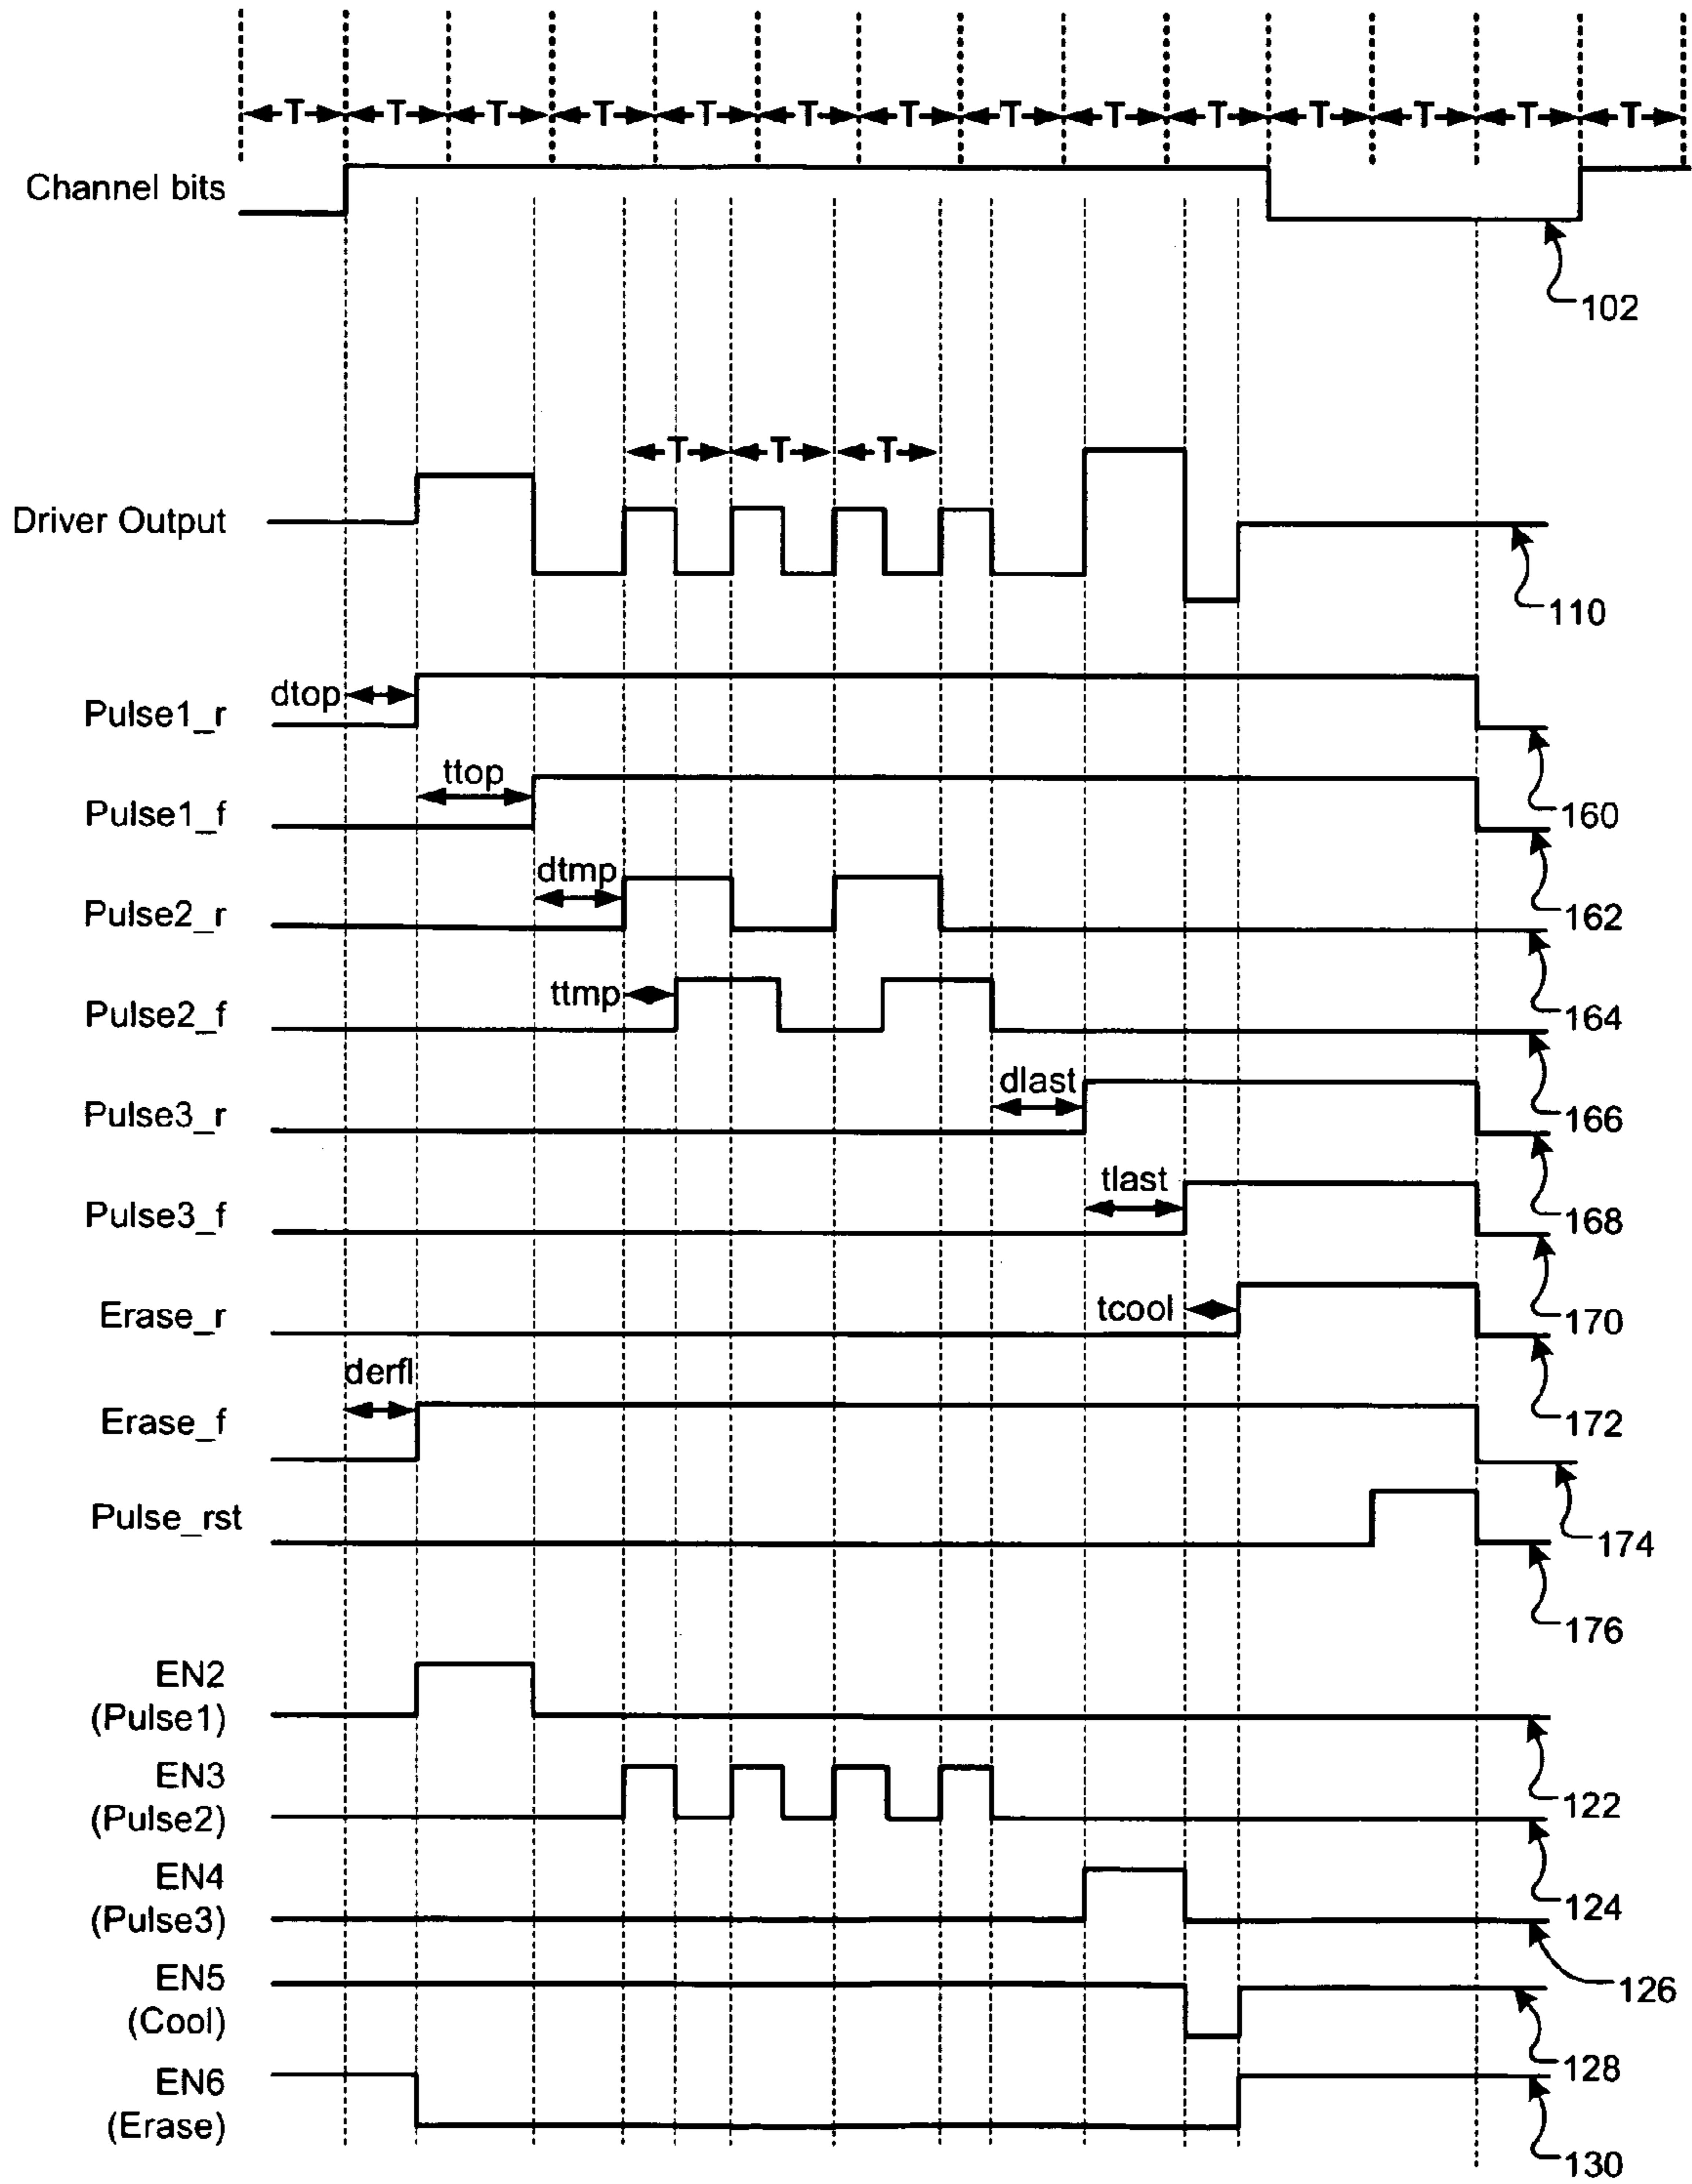 T T T T T T T T T T T T T T
Channel bits
102
T T T
Driver Output
110
dtop
Pulse1_r
160
ttop
Pulse1_f
162
dtmp
Pulse2_r
164
ttmp
Pulse2_f
166
dlast
Pulse3_r
168
tlast
Pulse3_f
170
tcool
Erase_r
172
derfl
Erase_f
174
Pulse_rst
176
EN2
(Pulse1)
122
EN3
(Pulse2)
124
EN4
(Pulse3)
126
EN5
(Cool)
128
EN6
(Erase)
130